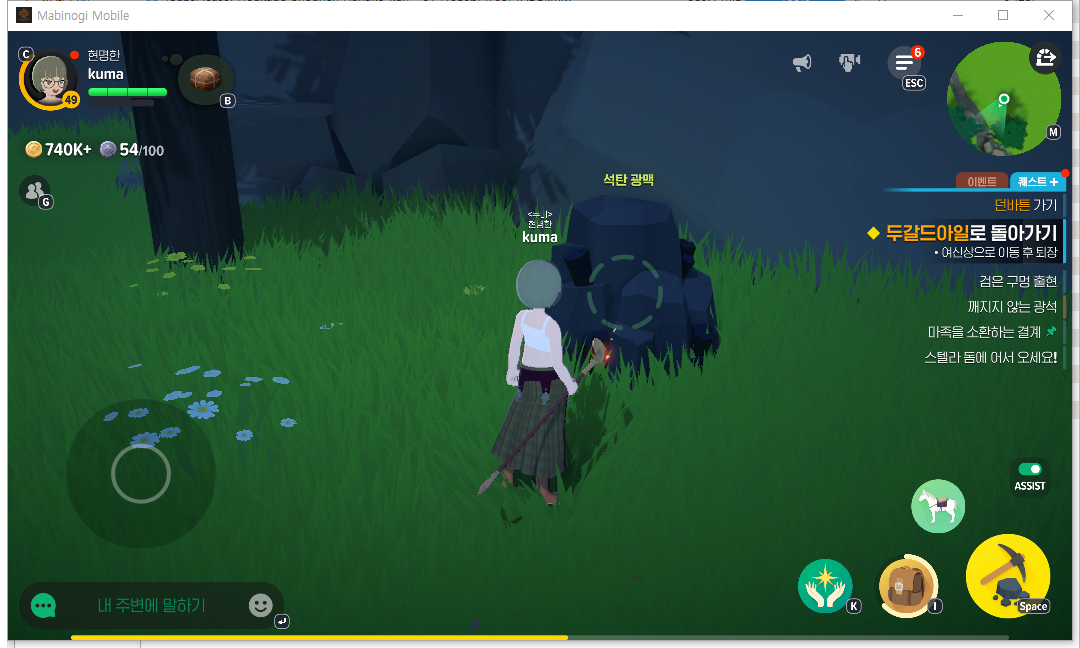 Mabinogi Mobile
C
현명한
kuma
49
B
740K+
54/100
G
6
ESC
M
이벤트
퀘스트 +
던바튼 가기
두갈드아일로 돌아가기
• 여신상으로 이동 후 퇴장
검은 구멍 출현
깨지지 않는 광석
마족을 소환하는 결계
스텔라 돔에 어서 오세요!
석탄 광맥
현명한
kuma
ASSIST
내 주변에 말하기
K
I
Space